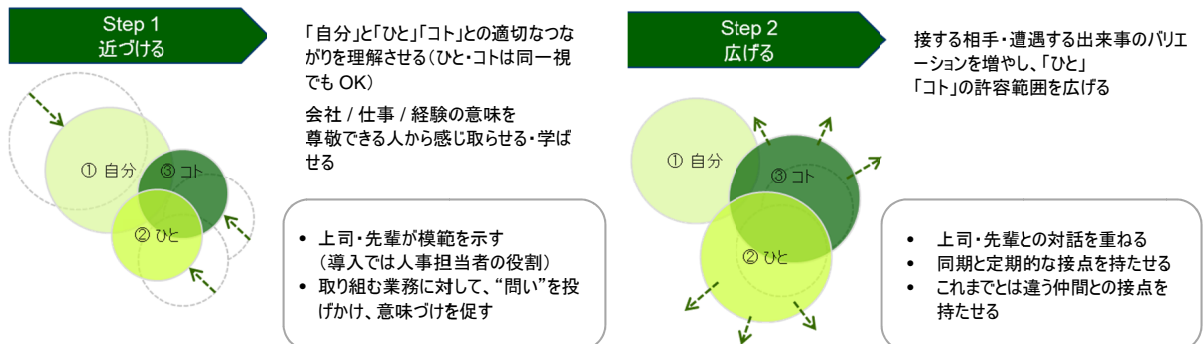 Step 1
近づける
「自分」と「ひと」「コト」との適切なつな
がりを理解させる(ひと・コトは同一視
でも OK)
会社 / 仕事 / 経験の意味を
尊敬できる人から感じ取らせる・学ば
せる
① 自分
③ コト
② ひと
• 上司・先輩が模範を示す
(導入では人事担当者の役割)
• 取り組む業務に対して、“問い”を投
げかけ、意味づけを促す
Step 2
広げる
接する相手・遭遇する出来事のバリエ
ーションを増やし、「ひと」
「コト」の許容範囲を広げる
① 自分
③ コト
② ひと
• 上司・先輩との対話を重ねる
• 同期と定期的な接点を持たせる
• これまでとは違う仲間との接点を
持たせる